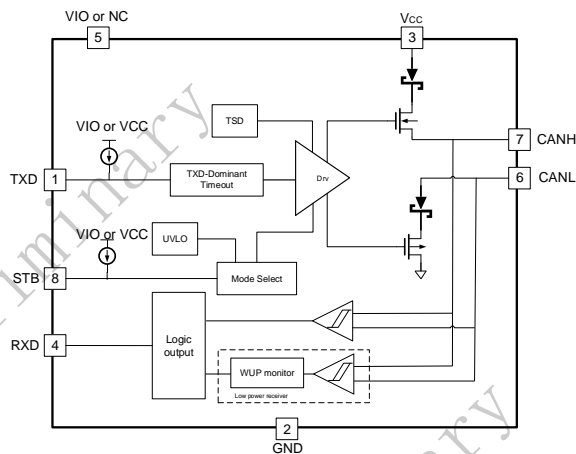 VIO or NC
5
VCC
3
TSD
VIO or VCC
7
CANH
TXD
1
TXD-Dominant
Timeout
Drv
6
CANL
VIO or VCC
UVLO
STB
8
Mode Select
RXD
4
Logic
output
WUP monitor
Low power receiver
2
GND